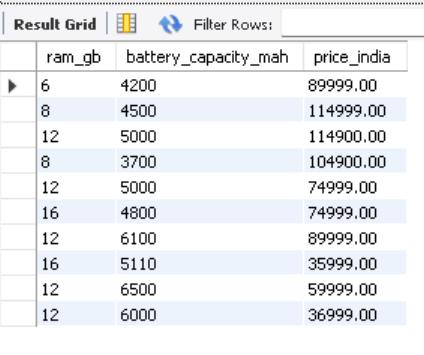 Result Grid Filter Rows:
ram_gb battery_capacity_mah price_india
6 4200 89999.00
8 4500 114999.00
12 5000 114900.00
8 3700 104900.00
12 5000 74999.00
16 4800 74999.00
12 6100 89999.00
16 5110 35999.00
12 6500 59999.00
12 6000 36999.00